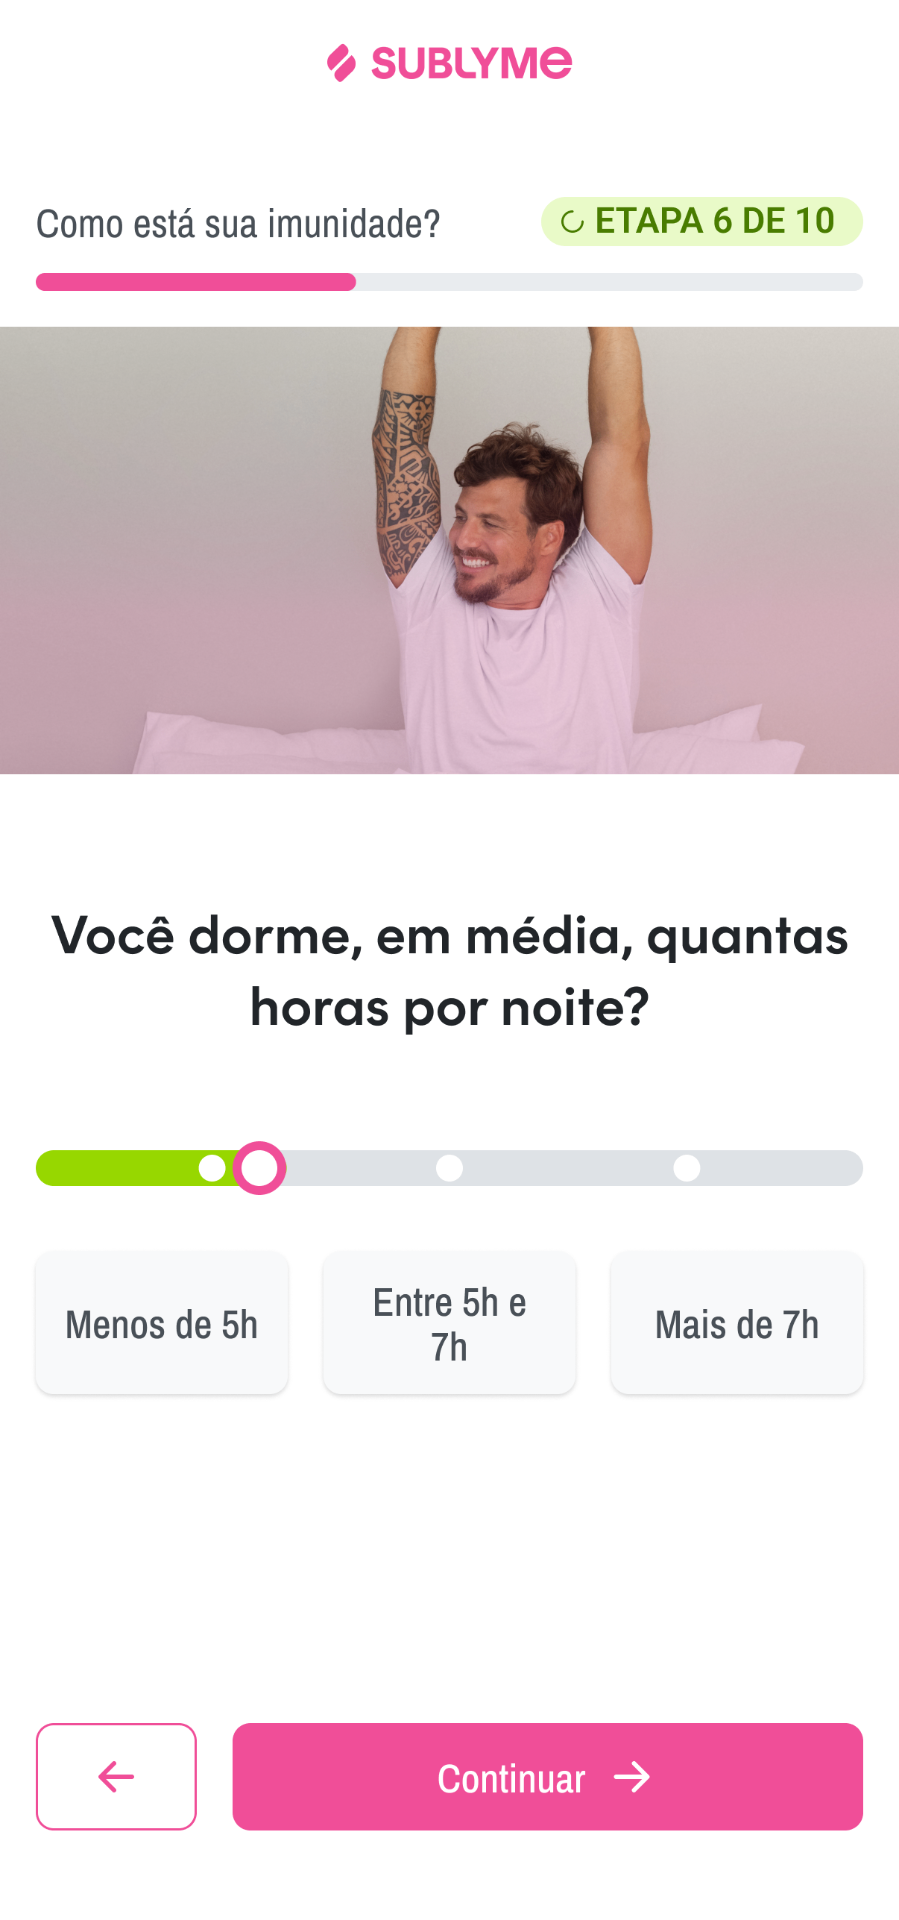 SUBLYME
Como está sua imunidade?
ETAPA 6 DE 10
Você dorme, em média, quantas
horas por noite?
Menos de 5h
Entre 5h e
7h
Mais de 7h
Continuar